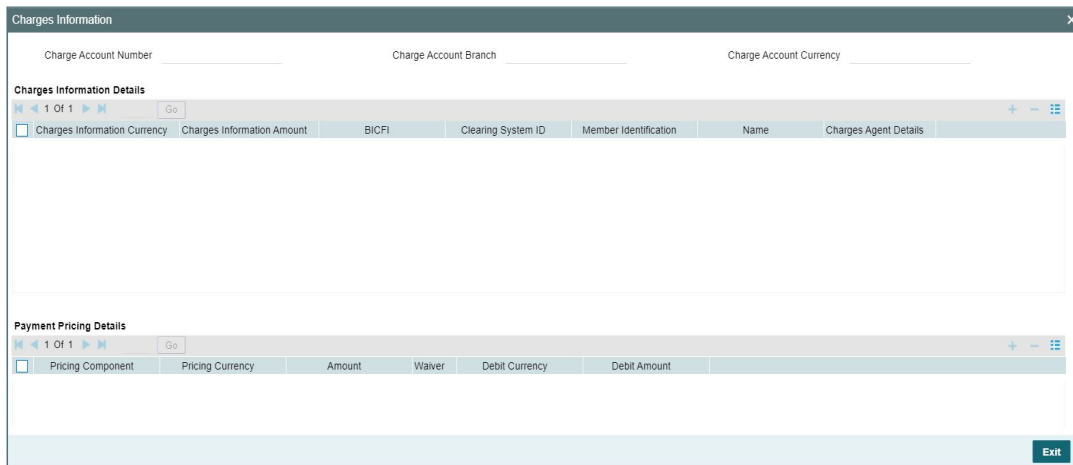 Charges Information
Charge Account Number Charge Account Branch Charge Account Currency
Charges Information Details
1 Of 1 Go
Charges Information Currency Charges Information Amount BICFI Clearing System ID Member Identification Name Charges Agent Details
Payment Pricing Details
1 Of 1 Go
Pricing Component Pricing Currency Amount Waiver Debit Currency Debit Amount
Exit